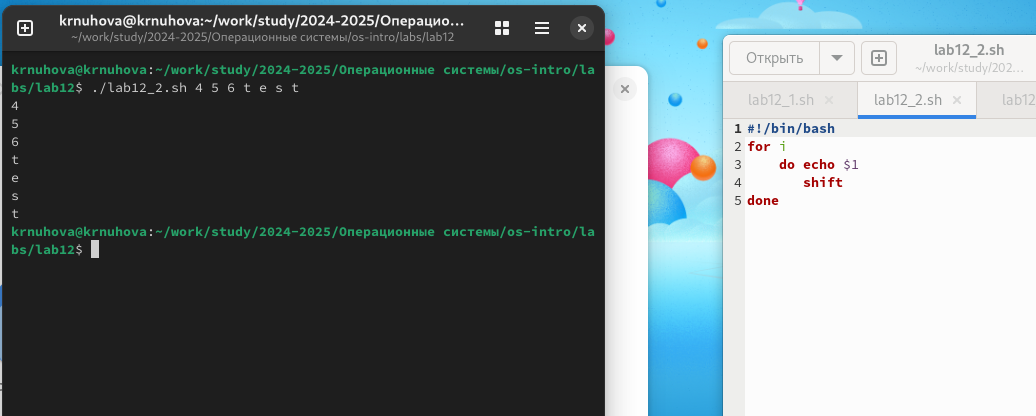 krnuhova@krnuhova:~/work/study/2024-2025/Операцио...
~/work/study/2024-2025/Операционные системы/os-intro/labs/lab12
krnuhova@krnuhova:~/work/study/2024-2025/Операционные системы/os-intro/la
bs/lab12$ ./lab12_2.sh 4 5 6 t e s t
4
5
6
t
e
s
t
krnuhova@krnuhova:~/work/study/2024-2025/Операционные системы/os-intro/la
bs/lab12$
Открыть
lab12_2.sh
~/work/study/202...
lab12_1.sh
lab12_2.sh
lab12
1 #!/bin/bash
2 for i
3 do echo $1
4 shift
5 done